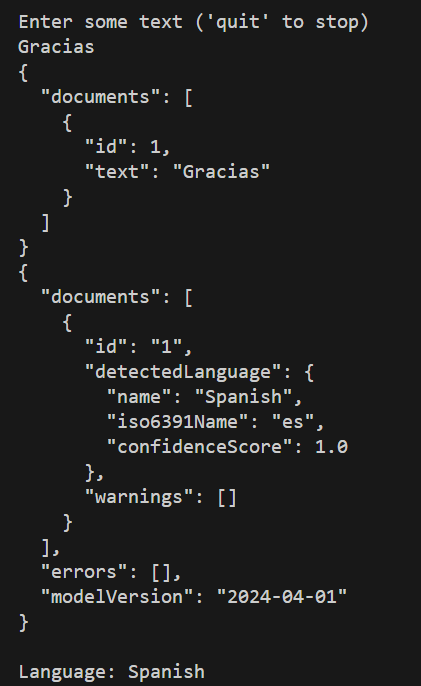 Enter some text ('quit' to stop)
Gracias
{
  "documents": [
    {
      "id": 1,
      "text": "Gracias"
    }
  ]
}
{
  "documents": [
    {
      "id": "1",
      "detectedLanguage": {
        "name": "Spanish",
        "iso6391Name": "es",
        "confidenceScore": 1.0
      },
      "warnings": []
    }
  ],
  "errors": [],
  "modelVersion": "2024-04-01"
}

Language: Spanish